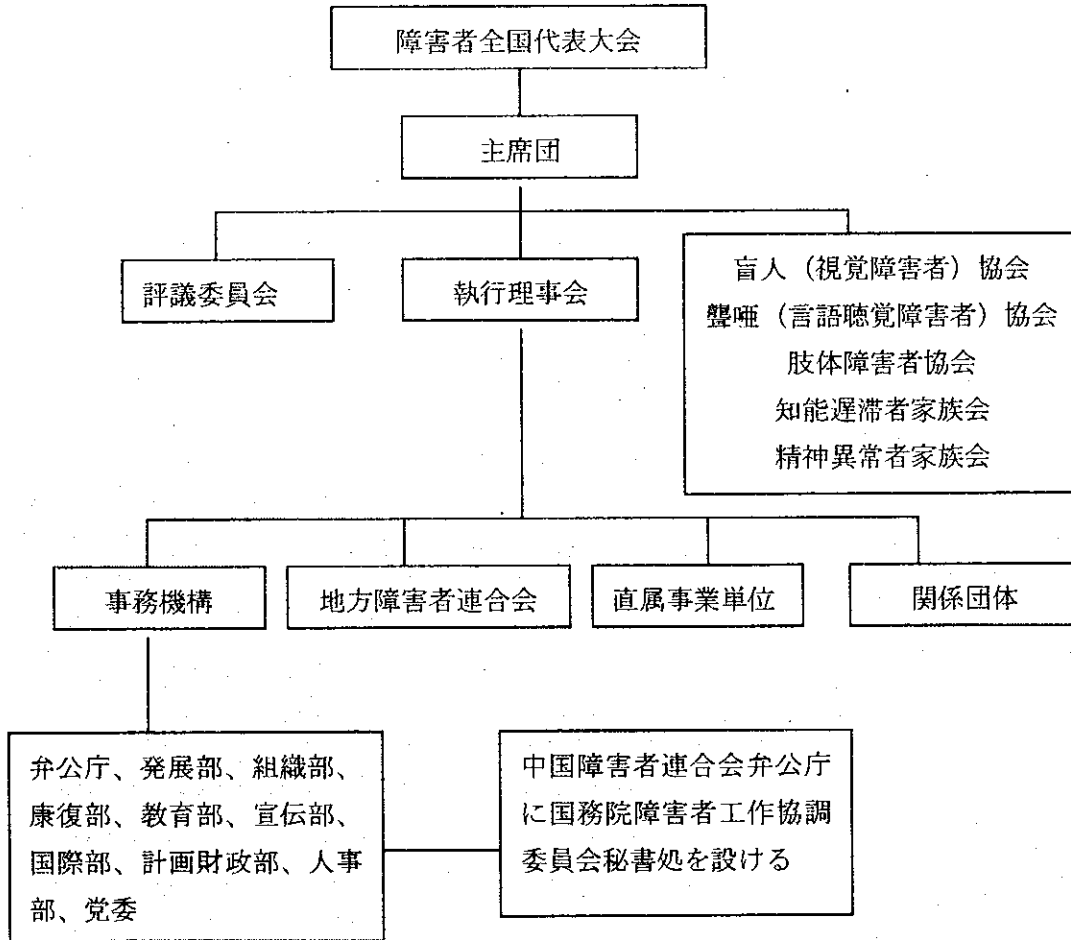 障害者全国代表大会
主席団
評議委員会
執行理事会
盲人（視覚障害者）協会
聾唖（言語聴覚障害者）協会
肢体障害者協会
知能遅滞者家族会
精神異常者家族会
事務機構
地方障害者連合会
直属事業単位
関係団体
弁公庁、発展部、組織部、
康復部、教育部、宣伝部、
国際部、計画財政部、人事
部、党委
中国障害者連合会弁公庁
に国務院障害者工作協調
委員会秘書処を設ける